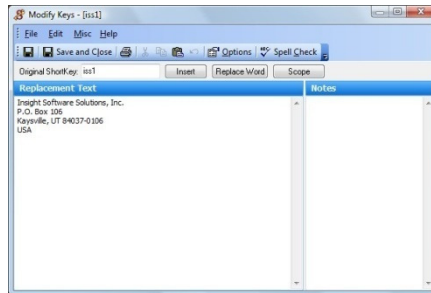 Modify Keys - [iss1]
File Edit Misc Help
Save and Close Options Spell Check
Original ShortKey: iss1 Insert Replace Word Scope
Replacement Text Notes
Insight Software Solutions, Inc.
P.O. Box 106
Kaysville, UT 84037-0106
USA